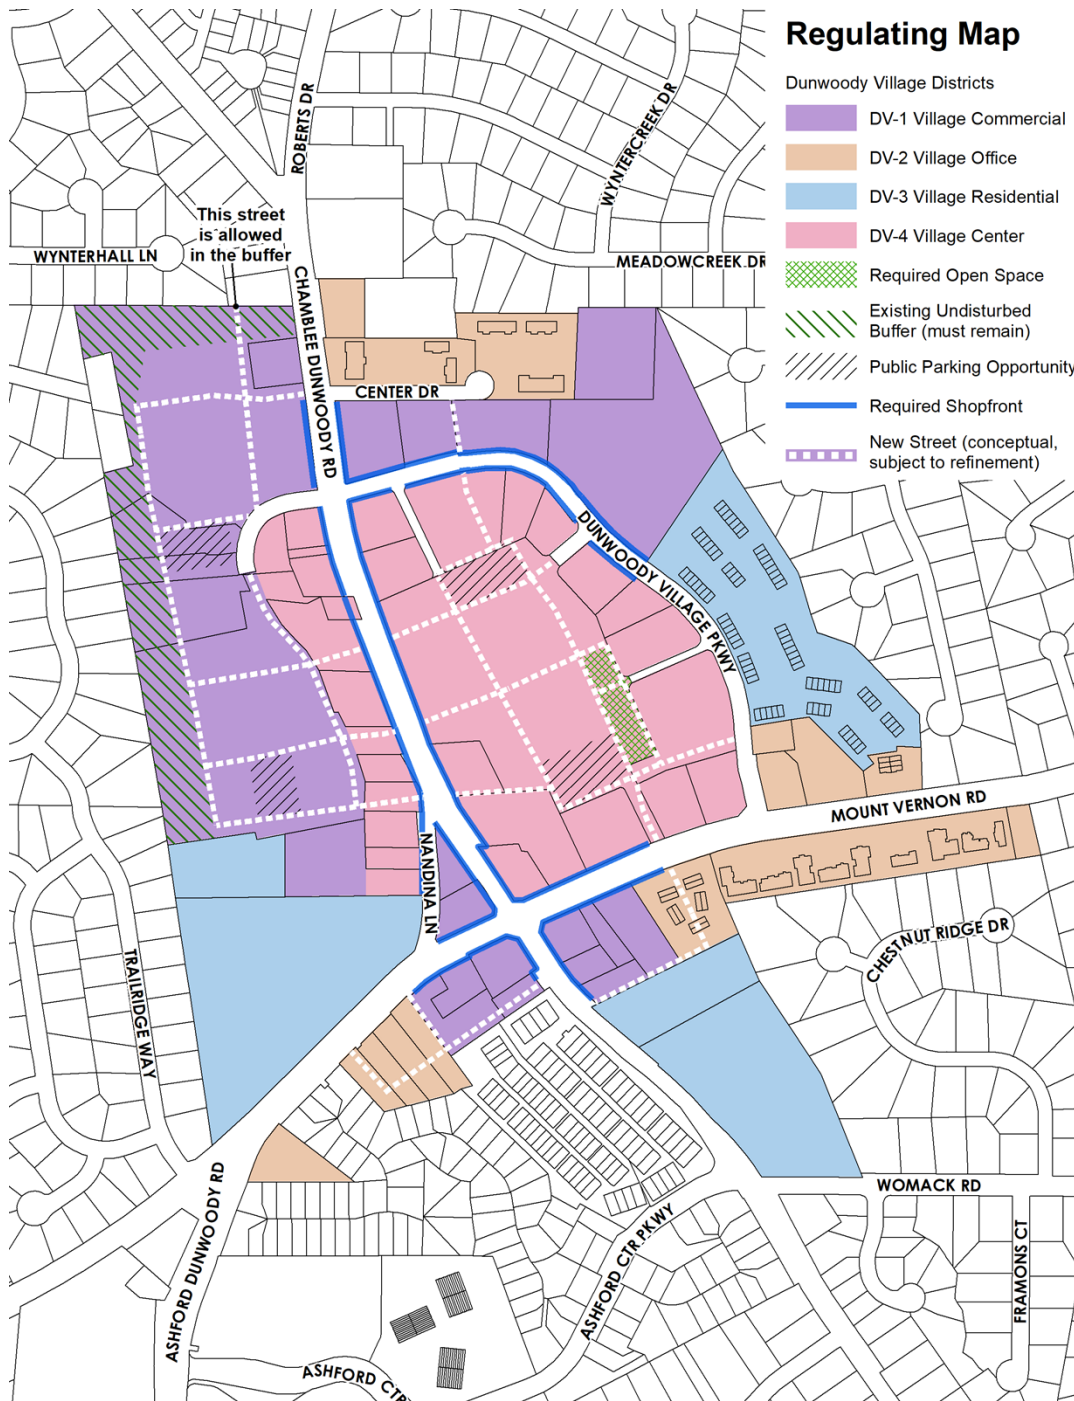 Regulating Map
Dunwoody Village Districts
DV-1 Village Commercial
DV-2 Village Office
DV-3 Village Residential
DV-4 Village Center
Required Open Space
Existing Undisturbed
Buffer (must remain)
Public Parking Opportunity
Required Shopfront
New Street (conceptual,
subject to refinement)
ROBERTS DR
WYNTERCREEK DR
This street
is allowed
in the buffer
WYNTERHALL LN
MEADOWCREEK DR
CHAMBLEE DUNWOODY RD
CENTER DR
DUNWOODY VILLAGE PKWY
MOUNT VERNON RD
NANDINA LN
CHESTNUT RIDGE DR
TRAILRIDGE WAY
WOMACK RD
ASHFORD DUNWOODY RD
ASHFORD CTR PKWY
FRAMONS CT
ASHFORD CTR